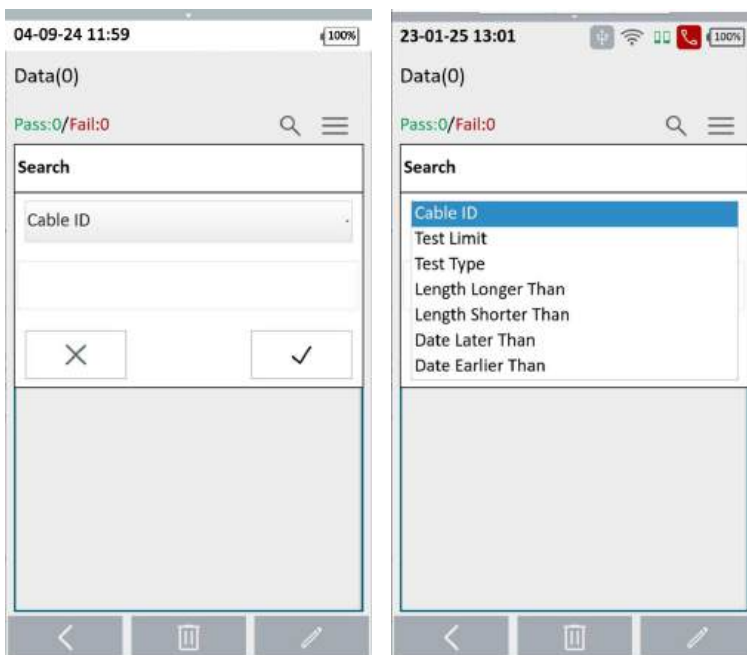 04-09-24 11:59
100%
Data(0)
Pass:0/Fail:0
Search
Cable ID
23-01-25 13:01
100%
Data(0)
Pass:0/Fail:0
Search
Cable ID
Test Limit
Test Type
Length Longer Than
Length Shorter Than
Date Later Than
Date Earlier Than